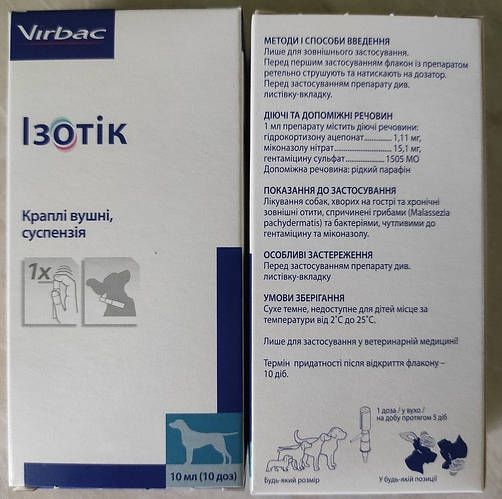 Virbac
Ізотік
Краплі вушні,
суспензія
1x
10 мл (10 доз)
МЕТОДИ І СПОСОБИ ВВЕДЕННЯ
Лише для зовнішнього застосування.
Перед першим застосуванням флакон із препаратом
ретельно струшують та натискають на дозатор.
Перед застосуванням препарату див.
листівку-вкладку.
ДІЮЧІ ТА ДОПОМІЖНІ РЕЧОВИН
1 мл препарату містить діючі речовини:
гідрокортизону ацепонат..............1,11 мг,
міконазолу нітрат........................15,1 мг,
гентаміцину сульфат..................1505 МО
Допоміжна речовина: рідкий парафін
ПОКАЗАННЯ ДО ЗАСТОСУВАННЯ
Лікування собак, хворих на гострі та хронічні
зовнішні отити, спричинені грибами (Malassezia
pachydermatis) та бактеріями, чутливими до
гентаміцину та міконазолу.
ОСОБЛИВІ ЗАСТЕРЕЖЕННЯ
Перед застосуванням препарату див.
листівку-вкладку
УМОВИ ЗБЕРІГАННЯ
Сухе темне, недоступне для дітей місце за
температури від 2˚С до 25˚С.
Лише для застосування у ветеринарній медицині!
Термін придатності після відкриття флакону –
10 діб.
1 доза / у вухо /
на добу протягом 5 діб
Будь-який розмір
У будь-якій позиції